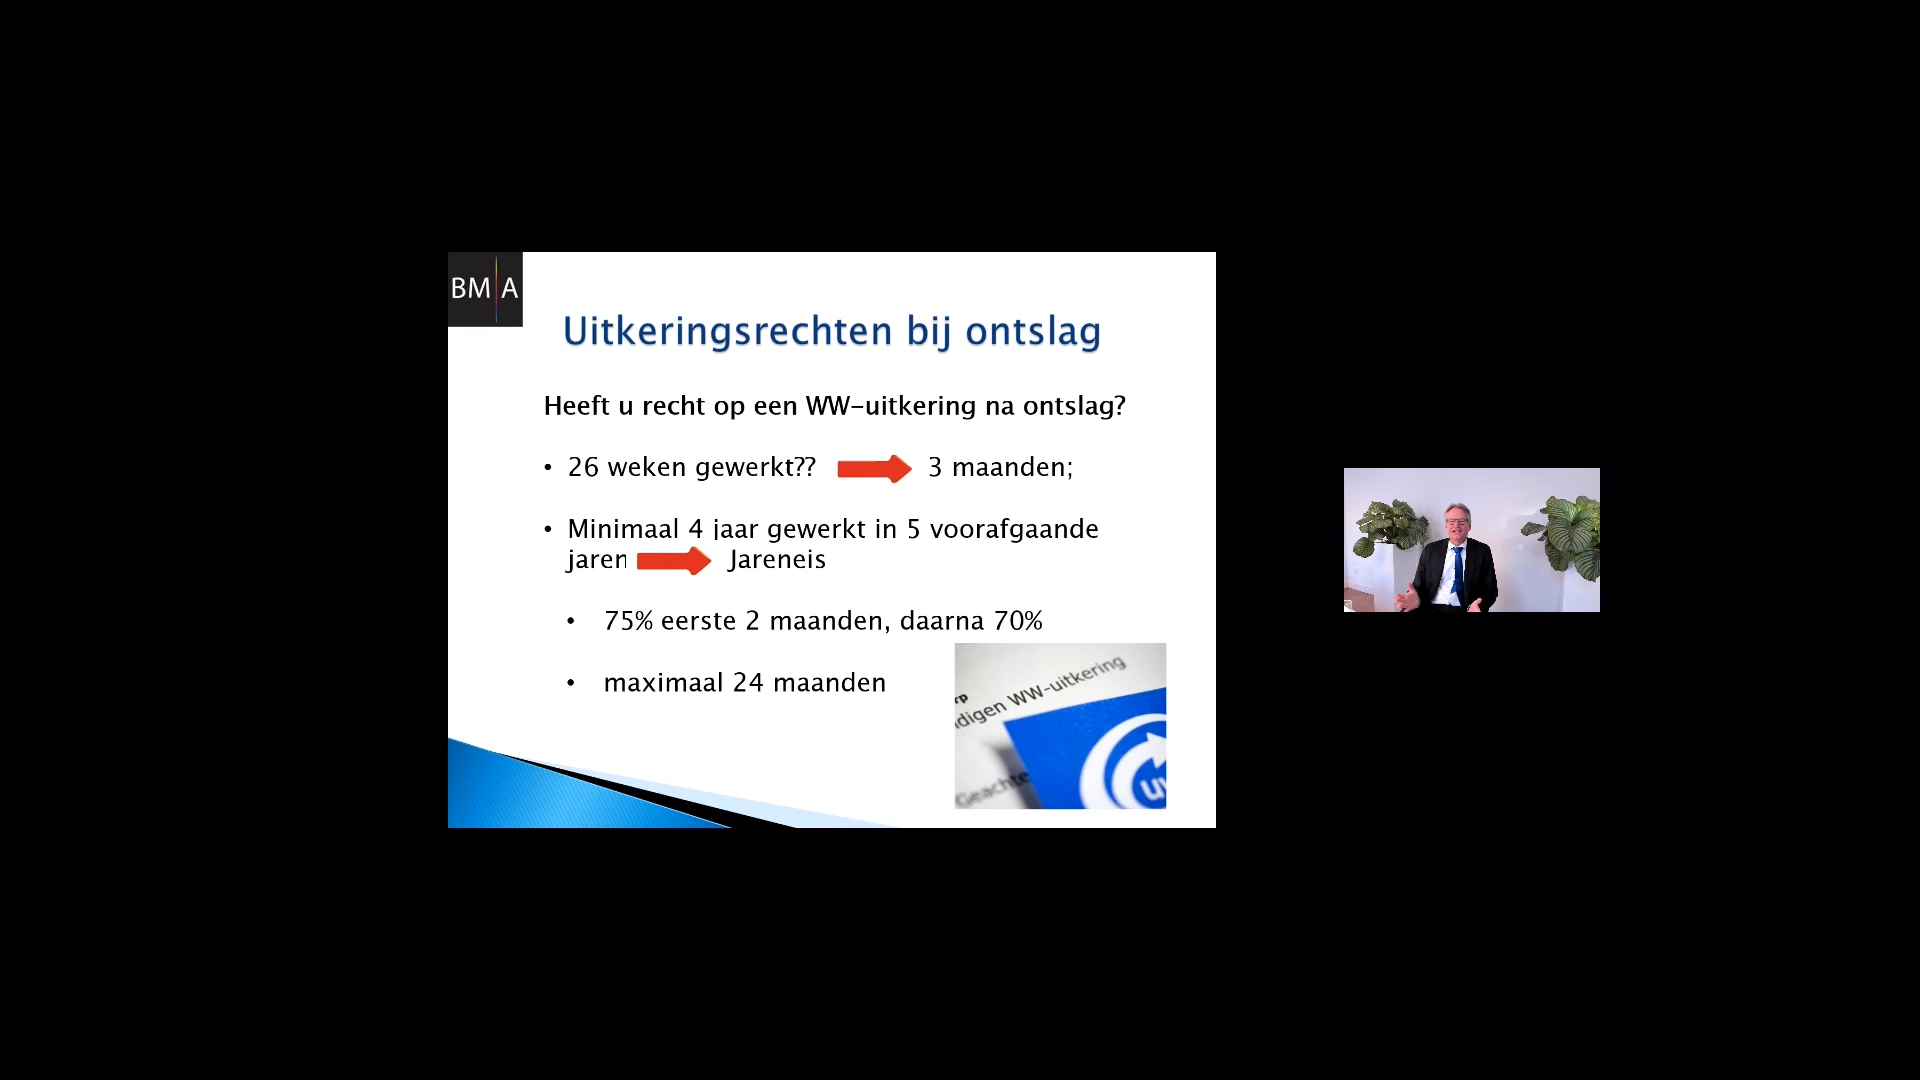 BM|A
Uitkeringsrechten bij ontslag
Heeft u recht op een WW-uitkering na ontslag?
• 26 weken gewerkt?? 3 maanden;
• Minimaal 4 jaar gewerkt in 5 voorafgaande
jaren Jareneis
• 75% eerste 2 maanden, daarna 70%
• maximaal 24 maanden
rp
digen WW-uitkering
Geachte
uw